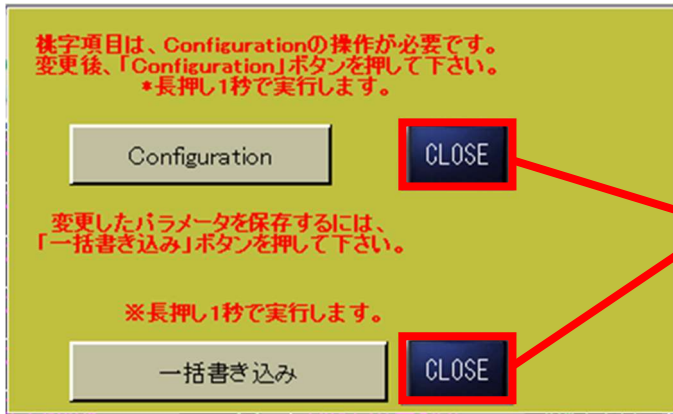 桃字項目は、Configurationの操作が必要です。
変更後、「Configuration」ボタンを押して下さい。
*長押し1秒で実行します。
Configuration
CLOSE
変更したパラメータを保存するには、
「一括書き込み」ボタンを押して下さい。
※長押し1秒で実行します。
一括書き込み
CLOSE